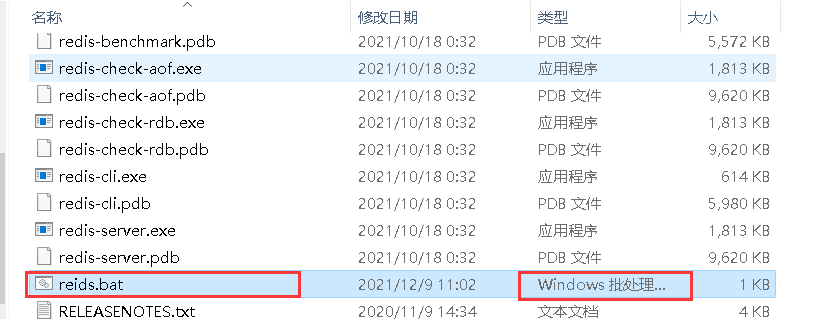 名称 修改日期 类型 大小
redis-benchmark.pdb 2021/10/18 0:32 PDB 文件 5,572 KB
redis-check-aof.exe 2021/10/18 0:32 应用程序 1,813 KB
redis-check-aof.pdb 2021/10/18 0:32 PDB 文件 9,620 KB
redis-check-rdb.exe 2021/10/18 0:32 应用程序 1,813 KB
redis-check-rdb.pdb 2021/10/18 0:32 PDB 文件 9,620 KB
redis-cli.exe 2021/10/18 0:32 应用程序 614 KB
redis-cli.pdb 2021/10/18 0:32 PDB 文件 5,980 KB
redis-server.exe 2021/10/18 0:32 应用程序 1,813 KB
redis-server.pdb 2021/10/18 0:32 PDB 文件 9,620 KB
reids.bat 2021/12/9 11:02 Windows 批处理... 1 KB
RELEASENOTES.txt 2020/11/9 14:34 文本文档 4 KB